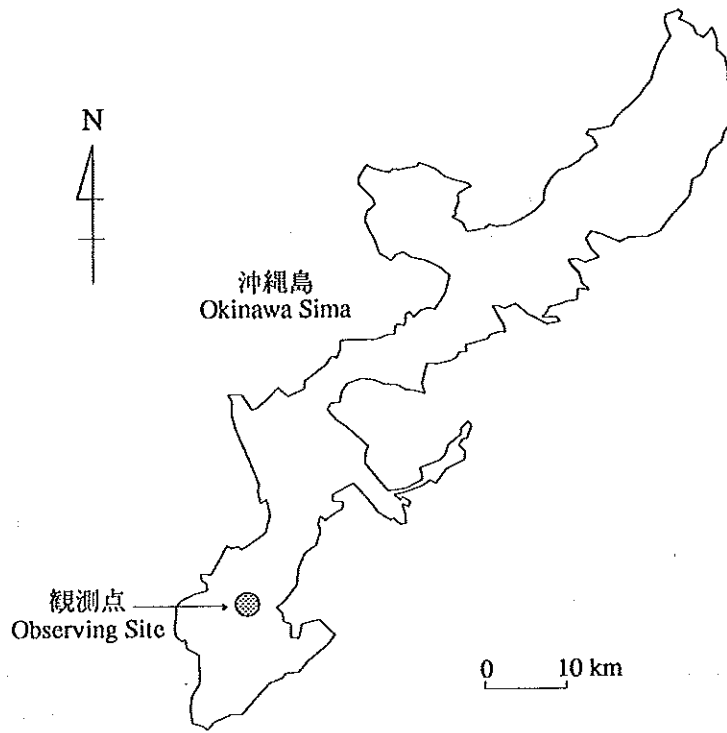 N
沖縄島
Okinawa Sima
観測点
Observing Site
0 10 km